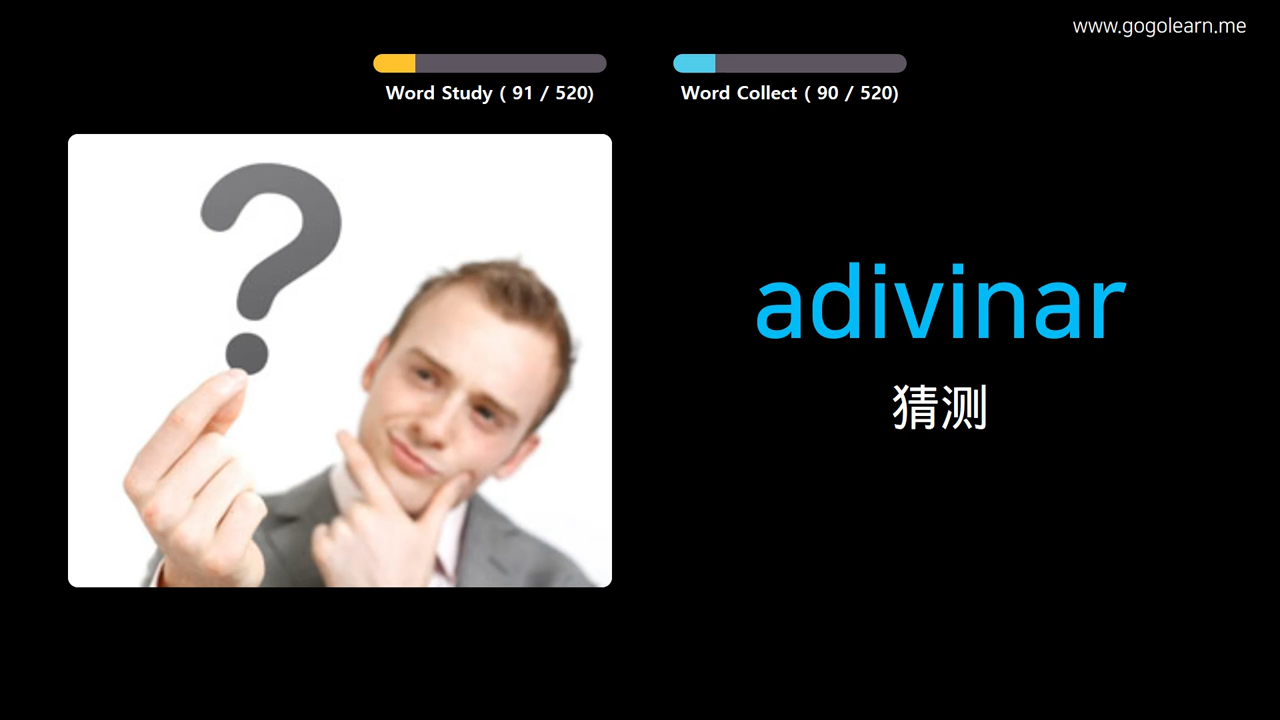 www.gogolearn.me
Word Study ( 91 / 520)
Word Collect ( 90 / 520)
?
adivinar
猜测